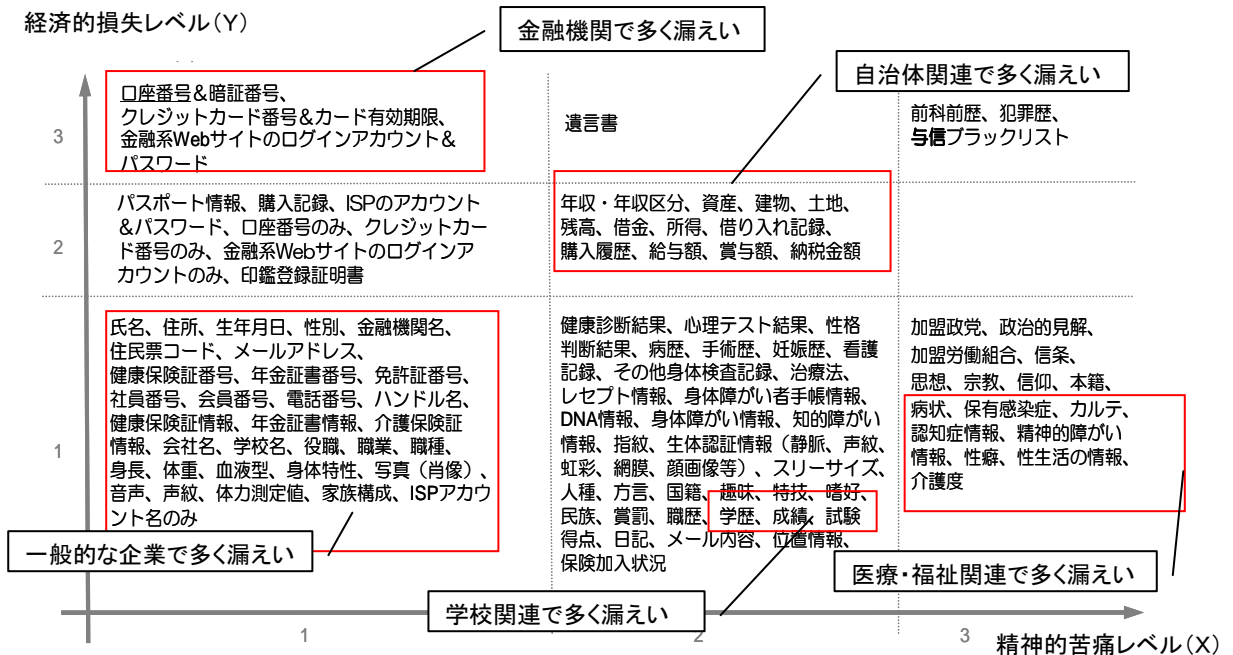 経済的損失レベル(Y)
金融機関で多く漏えい
自治体関連で多く漏えい
3
口座番号&暗証番号、
クレジットカード番号&カード有効期限、
金融系Webサイトのログインアカウント&
パスワード
遺言書
前科前歴、犯罪歴、
与信ブラックリスト
2
パスポート情報、購入記録、ISPのアカウント
&パスワード、口座番号のみ、クレジットカー
ド番号のみ、金融系Webサイトのログインア
カウントのみ、印鑑登録証明書
年収・年収区分、資産、建物、土地、
残高、借金、所得、借り入れ記録、
購入履歴、給与額、賞与額、納税金額
1
氏名、住所、生年月日、性別、金融機関名、
住民票コード、メールアドレス、
健康保険証番号、年金証書番号、免許証番号、
社員番号、会員番号、電話番号、ハンドル名、
健康保険証情報、年金証書情報、介護保険証
情報、会社名、学校名、役職、職業、職種、
身長、体重、血液型、身体特性、写真(肖像)、
音声、声紋、体力測定値、家族構成、ISPアカウ
ント名のみ
健康診断結果、心理テスト結果、性格
判断結果、病歴、手術歴、妊娠歴、看護
記録、その他身体検査記録、治療法、
レセプト情報、身体障がい者手帳情報、
DNA情報、身体障がい情報、知的障がい
情報、指紋、生体認証情報(静脈、声紋、
虹彩、網膜、顔画像等)、スリーサイズ、
人種、方言、国籍、趣味、特技、嗜好、
民族、賞罰、職歴、学歴、成績、試験
得点、日記、メール内容、位置情報、
保険加入状況
加盟政党、政治的見解、
加盟労働組合、信条、
思想、宗教、信仰、本籍、
病状、保有感染症、カルテ、
認知症情報、精神的障がい
情報、性癖、性生活の情報、
介護度
一般的な企業で多く漏えい
医療・福祉関連で多く漏えい
学校関連で多く漏えい
1
2
3
精神的苦痛レベル(X)